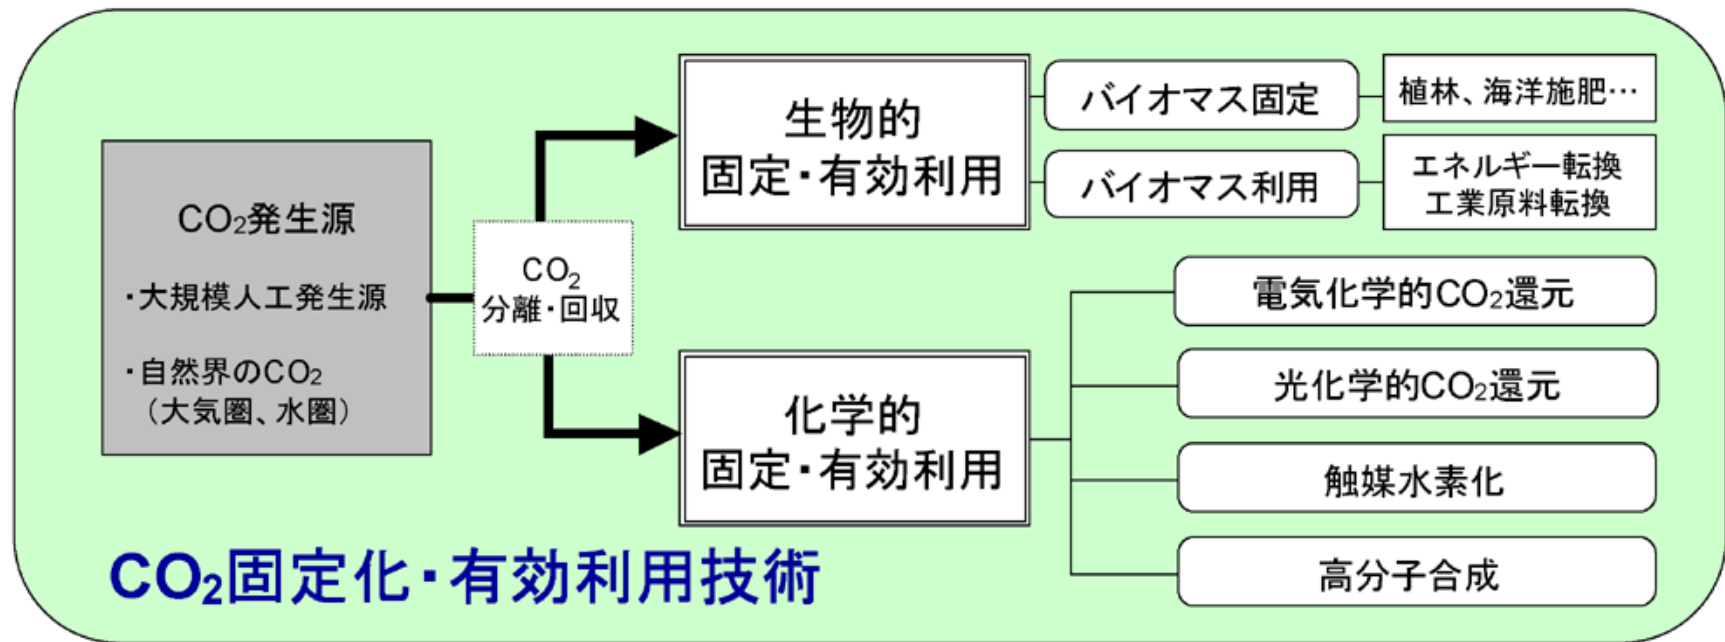 CO₂発生源
・大規模人工発生源
・自然界のCO₂
（大気圏、水圏）
CO₂
分離・回収
生物的
固定・有効利用
バイオマス固定
植林、海洋施肥…
バイオマス利用
エネルギー転換
工業原料転換
化学的
固定・有効利用
電気化学的CO₂還元
光化学的CO₂還元
触媒水素化
高分子合成
CO₂固定化・有効利用技術